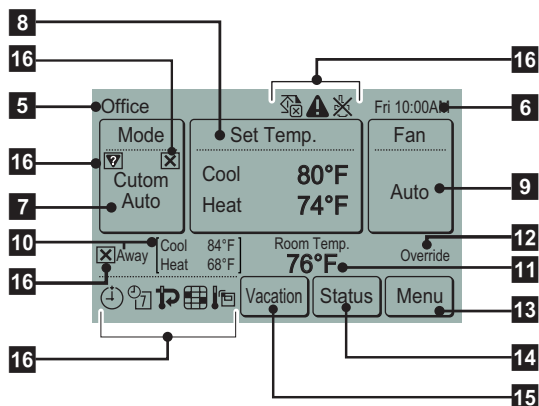 8
16
16
5
Office
Fri 10:00AM
6
Mode
Set Temp.
Fan
16
?
Cutom
Auto
7
Cool 80°F
Heat 74°F
Auto
9
10
Away
Cool 84°F
Heat 68°F
Room Temp.
76°F
Override
12
11
16
7
Vacation
Status
Menu
13
16
14
15